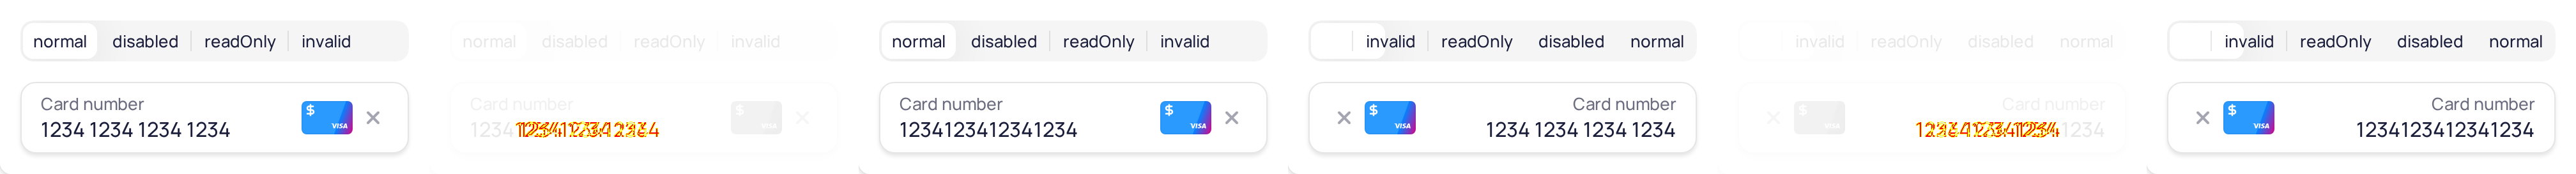 normal disabled readOnly invalid
Card number
1234 1234 1234 1234
$
VISA
normal disabled readOnly invalid
Card number
1234
normal disabled readOnly invalid
Card number
1234123412341234
$
VISA
invalid readOnly disabled normal
Card number
1234 1234 1234 1234
$
VISA
invalid readOnly disabled normal
Card number
1234
invalid readOnly disabled normal
Card number
1234123412341234
$
VISA